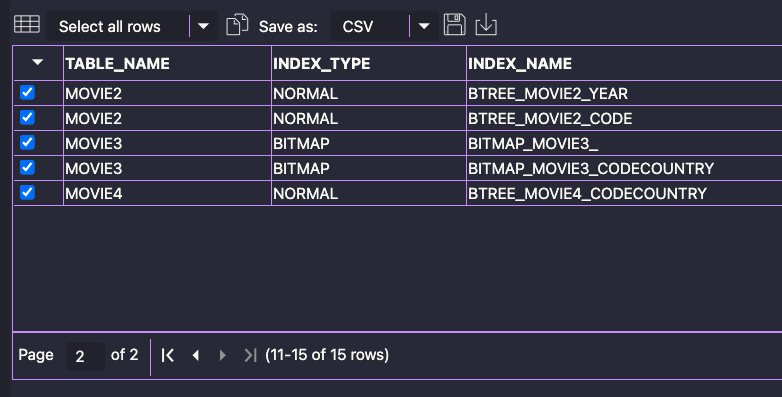 Select all rows Save as: CSV
TABLE_NAME INDEX_TYPE INDEX_NAME
MOVIE2 NORMAL BTREE_MOVIE2_YEAR
MOVIE2 NORMAL BTREE_MOVIE2_CODE
MOVIE3 BITMAP BITMAP_MOVIE3_
MOVIE3 BITMAP BITMAP_MOVIE3_CODECOUNTRY
MOVIE4 NORMAL BTREE_MOVIE4_CODECOUNTRY
Page 2 of 2 (11-15 of 15 rows)